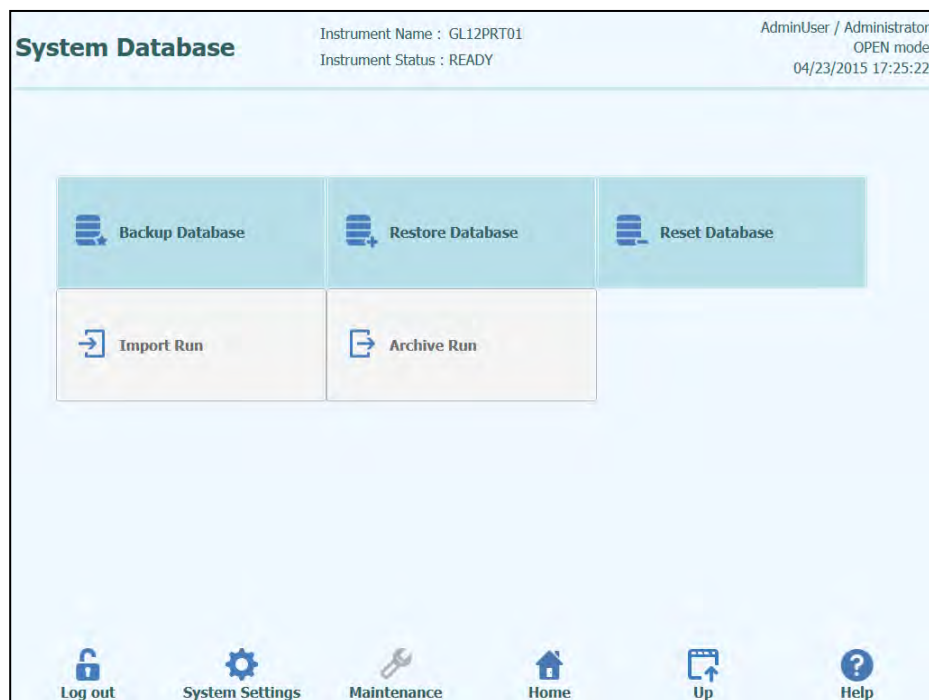 System Database
Instrument Name : GL12PRT01
Instrument Status : READY
AdminUser / Administrator
OPEN mode
04/23/2015 17:25:22
Backup Database
Restore Database
Reset Database
Import Run
Archive Run
Log out
System Settings
Maintenance
Home
Up
Help